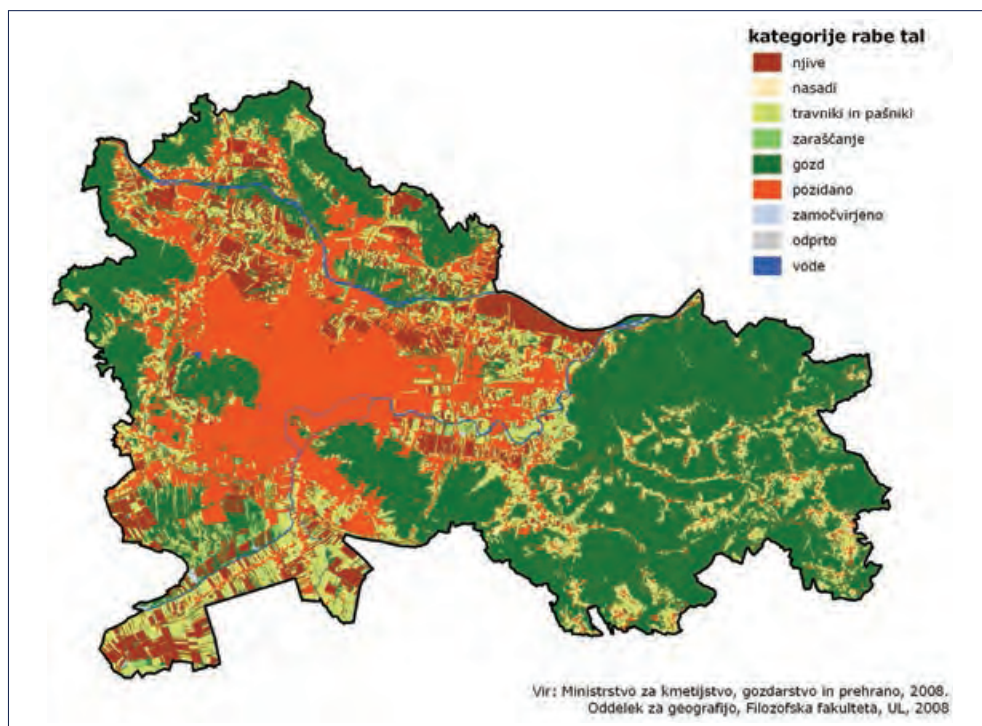 kategorije rabe tal
njive
nasadi
travniki in pašniki
zaraščanje
gozd
pozidano
zamočvirjeno
odprto
vode
Vir: Ministrstvo za kmetijstvo, gozdarstvo in prehrano, 2008.
Oddelek za geografijo, Filozofska fakulteta, UL, 2008